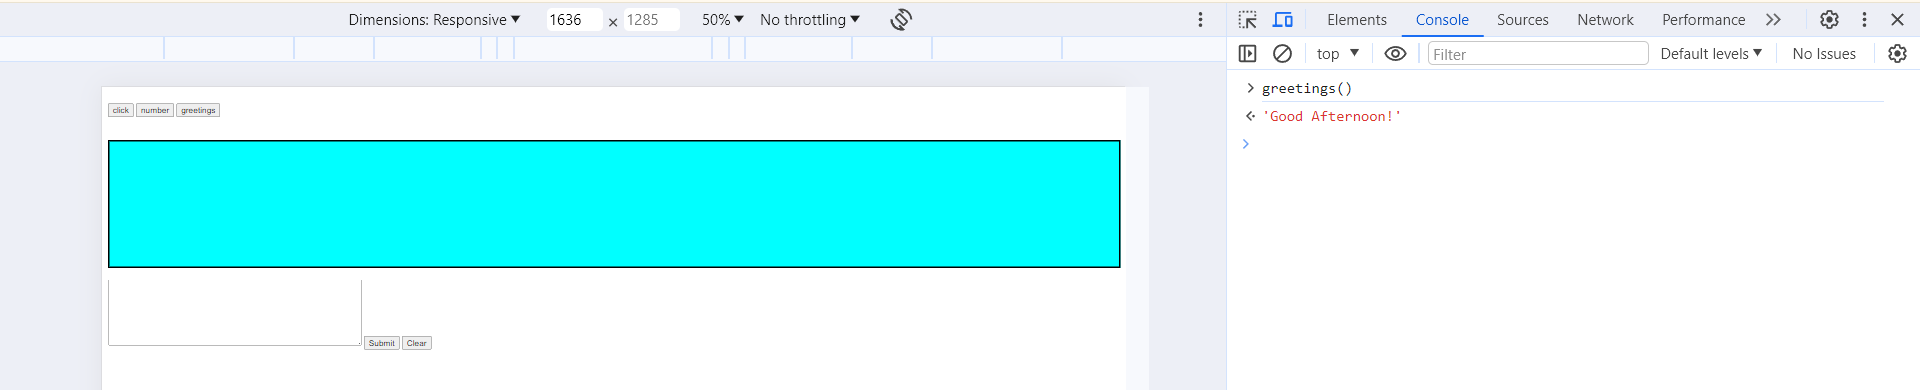 Dimensions: Responsive ▼ 1636 × 1285 50% ▼ No throttling ▼
Elements Console Sources Network Performance
top ▼ Filter Default levels ▼ No Issues
click number greetings
greetings()
'Good Afternoon!'
Submit Clear